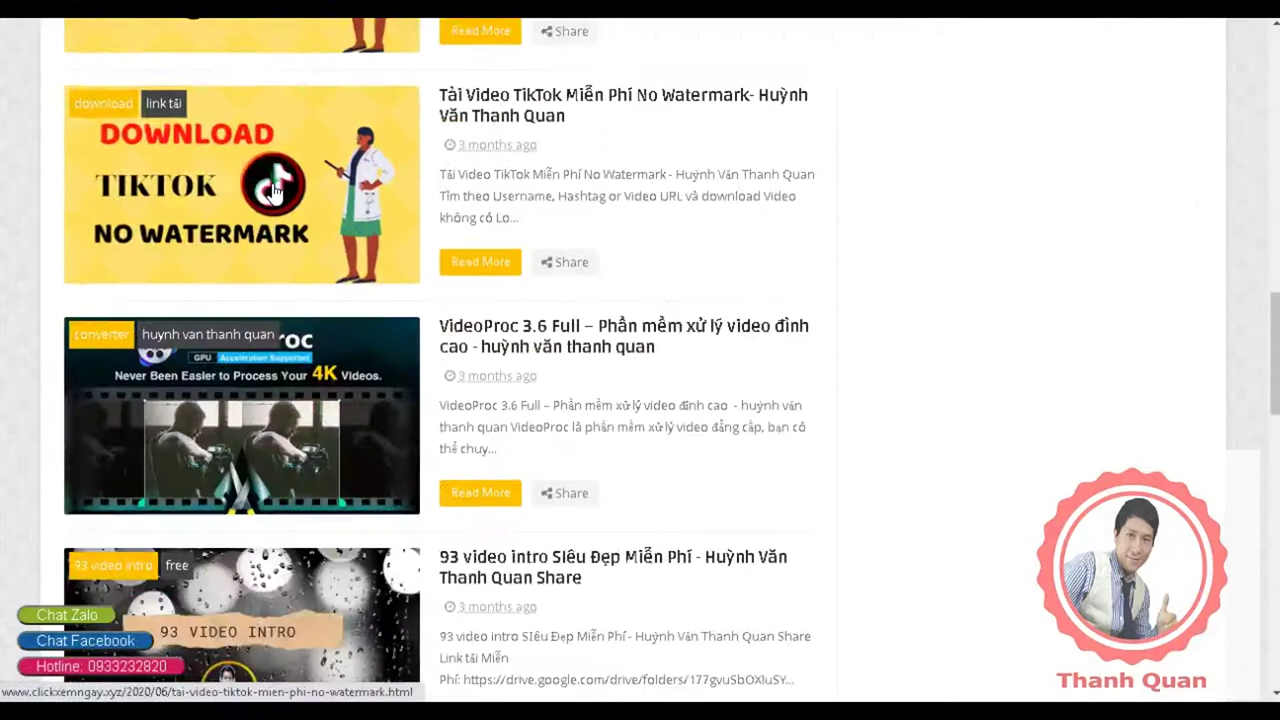 Read More
Share
download
link tải
DOWNLOAD
TIKTOK
NO WATERMARK
Tải Video TikTok Miễn Phí No Watermark- Huỳnh
Văn Thanh Quan
3 months ago
Tải Video TikTok Miễn Phí No Watermark - Huỳnh Văn Thanh Quan
Tìm theo Username, Hashtag or Video URL và download Video
không có Lo...
Read More
Share
converter
huynh van thanh quan
roc
GPU
Acceleration Supported
Never Been Easier to Process Your 4K Videos.
VideoProc 3.6 Full – Phần mềm xử lý video đỉnh
cao - huỳnh văn thanh quan
3 months ago
VideoProc 3.6 Full – Phần mềm xử lý video đỉnh cao - huỳnh văn
thanh quan VideoProc là phần mềm xử lý video đẳng cấp, bạn có
thể chuy...
Read More
Share
93 video intro
free
93 VIDEO INTRO
93 video intro SIêu Đẹp Miễn Phí - Huỳnh Văn
Thanh Quan Share
3 months ago
93 video intro SIêu Đẹp Miễn Phí - Huỳnh Văn Thanh Quan Share
Link tải Miễn
Phí: https://drive.google.com/drive/folders/
Chat Zalo
Chat Facebook
Hotline: 0933232820
www.clickxemngay.xyz/2020/06/tai-video-tiktok-mien-phi-no-watermark.html
Thanh Quan